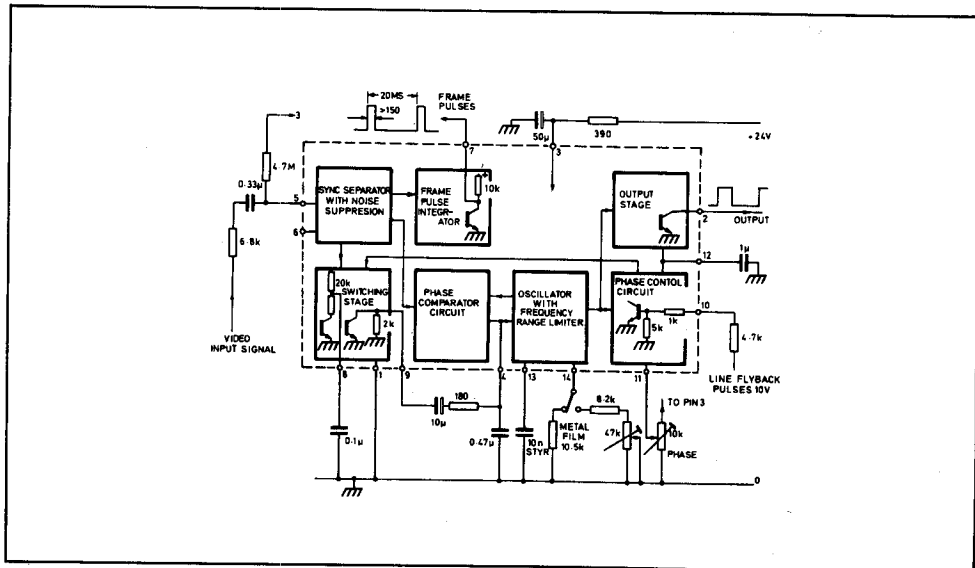 20MS
>150
FRAME
PULSES
3
7
50µ
3
390
+24V
4.7M
0.33µ
5
6
6.8k
VIDEO
INPUT SIGNAL
SYNC SEPARATOR
WITH NOISE
SUPPRESION
10k
+
FRAME
PULSE
INTEGR-
ATOR
OUTPUT
STAGE
2
OUTPUT
12
1µ
20k
SWITCHING
STAGE
2k
PHASE
COMPARATOR
CIRCUIT
OSCILLATOR
WITH
FREQUENCY
RANGE LIMITER
PHASE CONTOL
CIRCUIT
1k
5k
10
4.7k
LINE FLYBACK
PULSES 10V
8
1
9
4
13
14
11
TO PIN 3
10µ
180
0.1µ
0.47µ
10n
STYR
METAL
FILM
10.5k
8.2k
47k
10k
PHASE
0